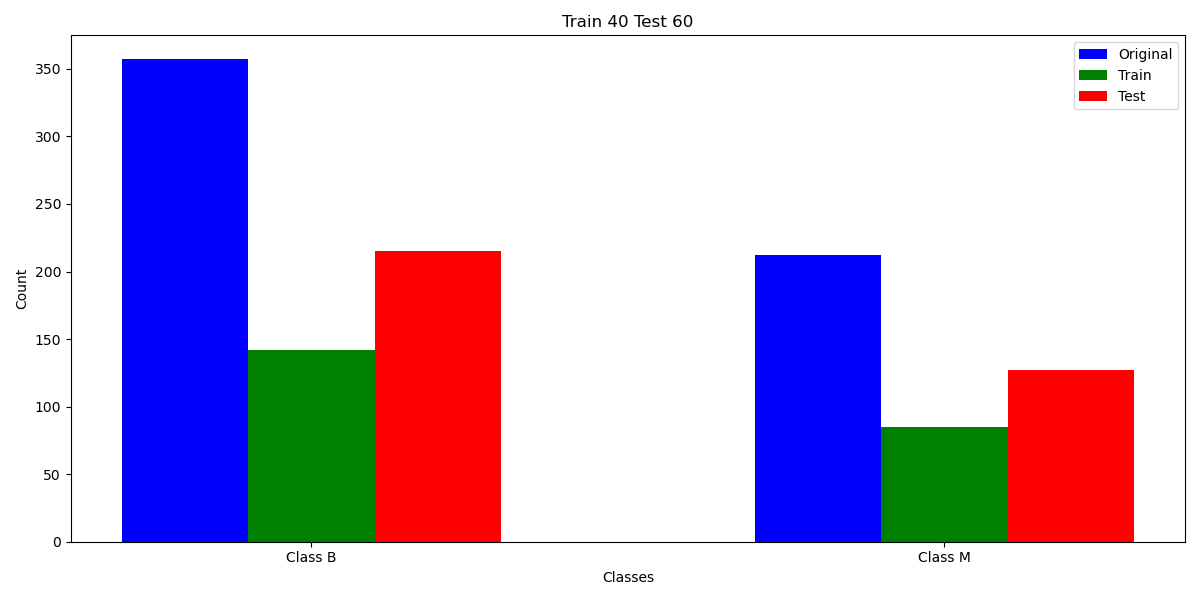 Train 40 Test 60
Original
Train
Test
350
300
250
200
150
100
50
0
Count
Class B
Class M
Classes